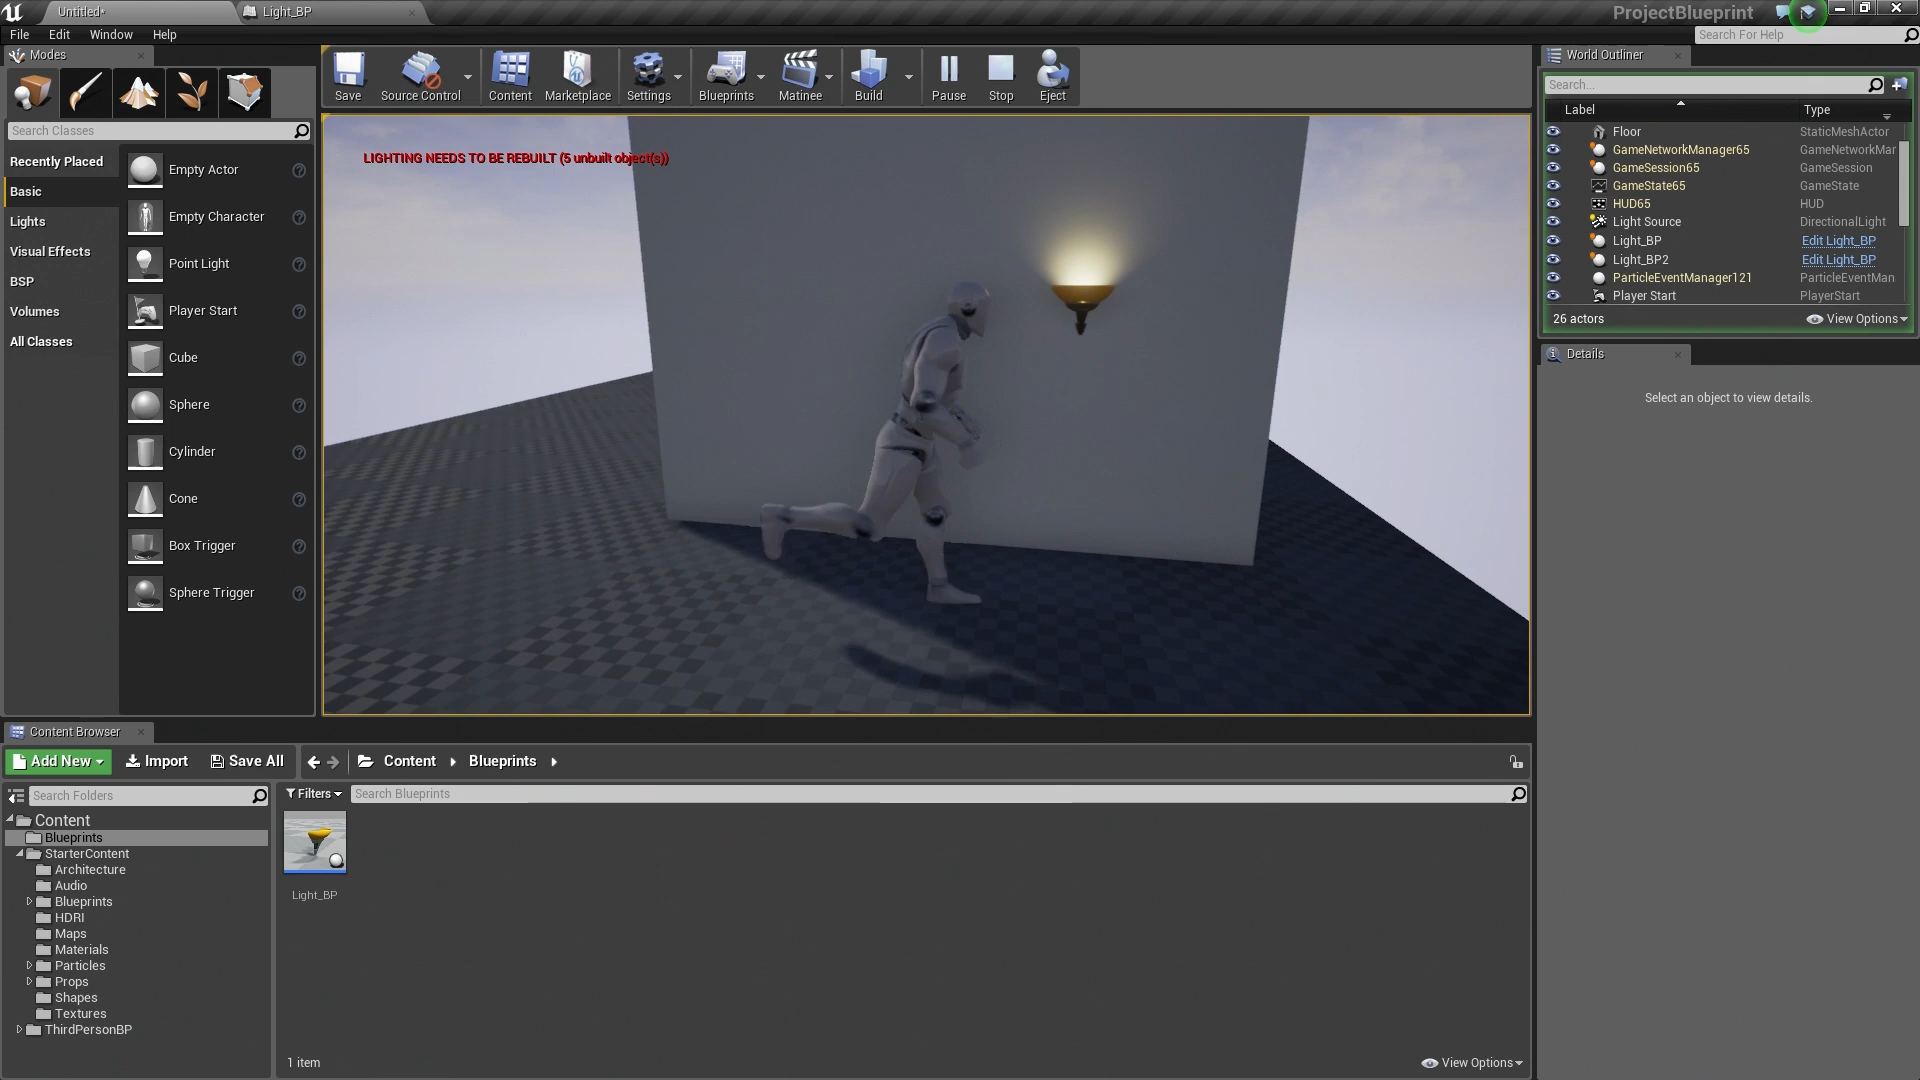 Untitled*
Light_BP
ProjectBlueprint
File Edit Window Help
Search For Help
Modes
Search Classes
Recently Placed
Basic
Lights
Visual Effects
BSP
Volumes
All Classes
Empty Actor
Empty Character
Point Light
Player Start
Cube
Sphere
Cylinder
Cone
Box Trigger
Sphere Trigger
Save
Source Control
Content
Marketplace
Settings
Blueprints
Matinee
Build
Pause
Stop
Eject
LIGHTING NEEDS TO BE REBUILT (5 unbuilt object(s))
World Outliner
Search...
Label Type
Floor StaticMeshActor
GameNetworkManager65 GameNetworkMar
GameSession65 GameSession
GameState65 GameState
HUD65 HUD
Light Source DirectionalLight
Light_BP Edit Light_BP
Light_BP2 Edit Light_BP
ParticleEventManager121 ParticleEventMan
Player Start PlayerStart
26 actors View Options
Details
Select an object to view details.
Content Browser
Add New Import Save All Content Blueprints
Search Folders
Filters Search Blueprints
Content
Blueprints
StarterContent
Architecture
Audio
Blueprints
HDRI
Maps
Materials
Particles
Props
Shapes
Textures
ThirdPersonBP
Light_BP
1 item View Options